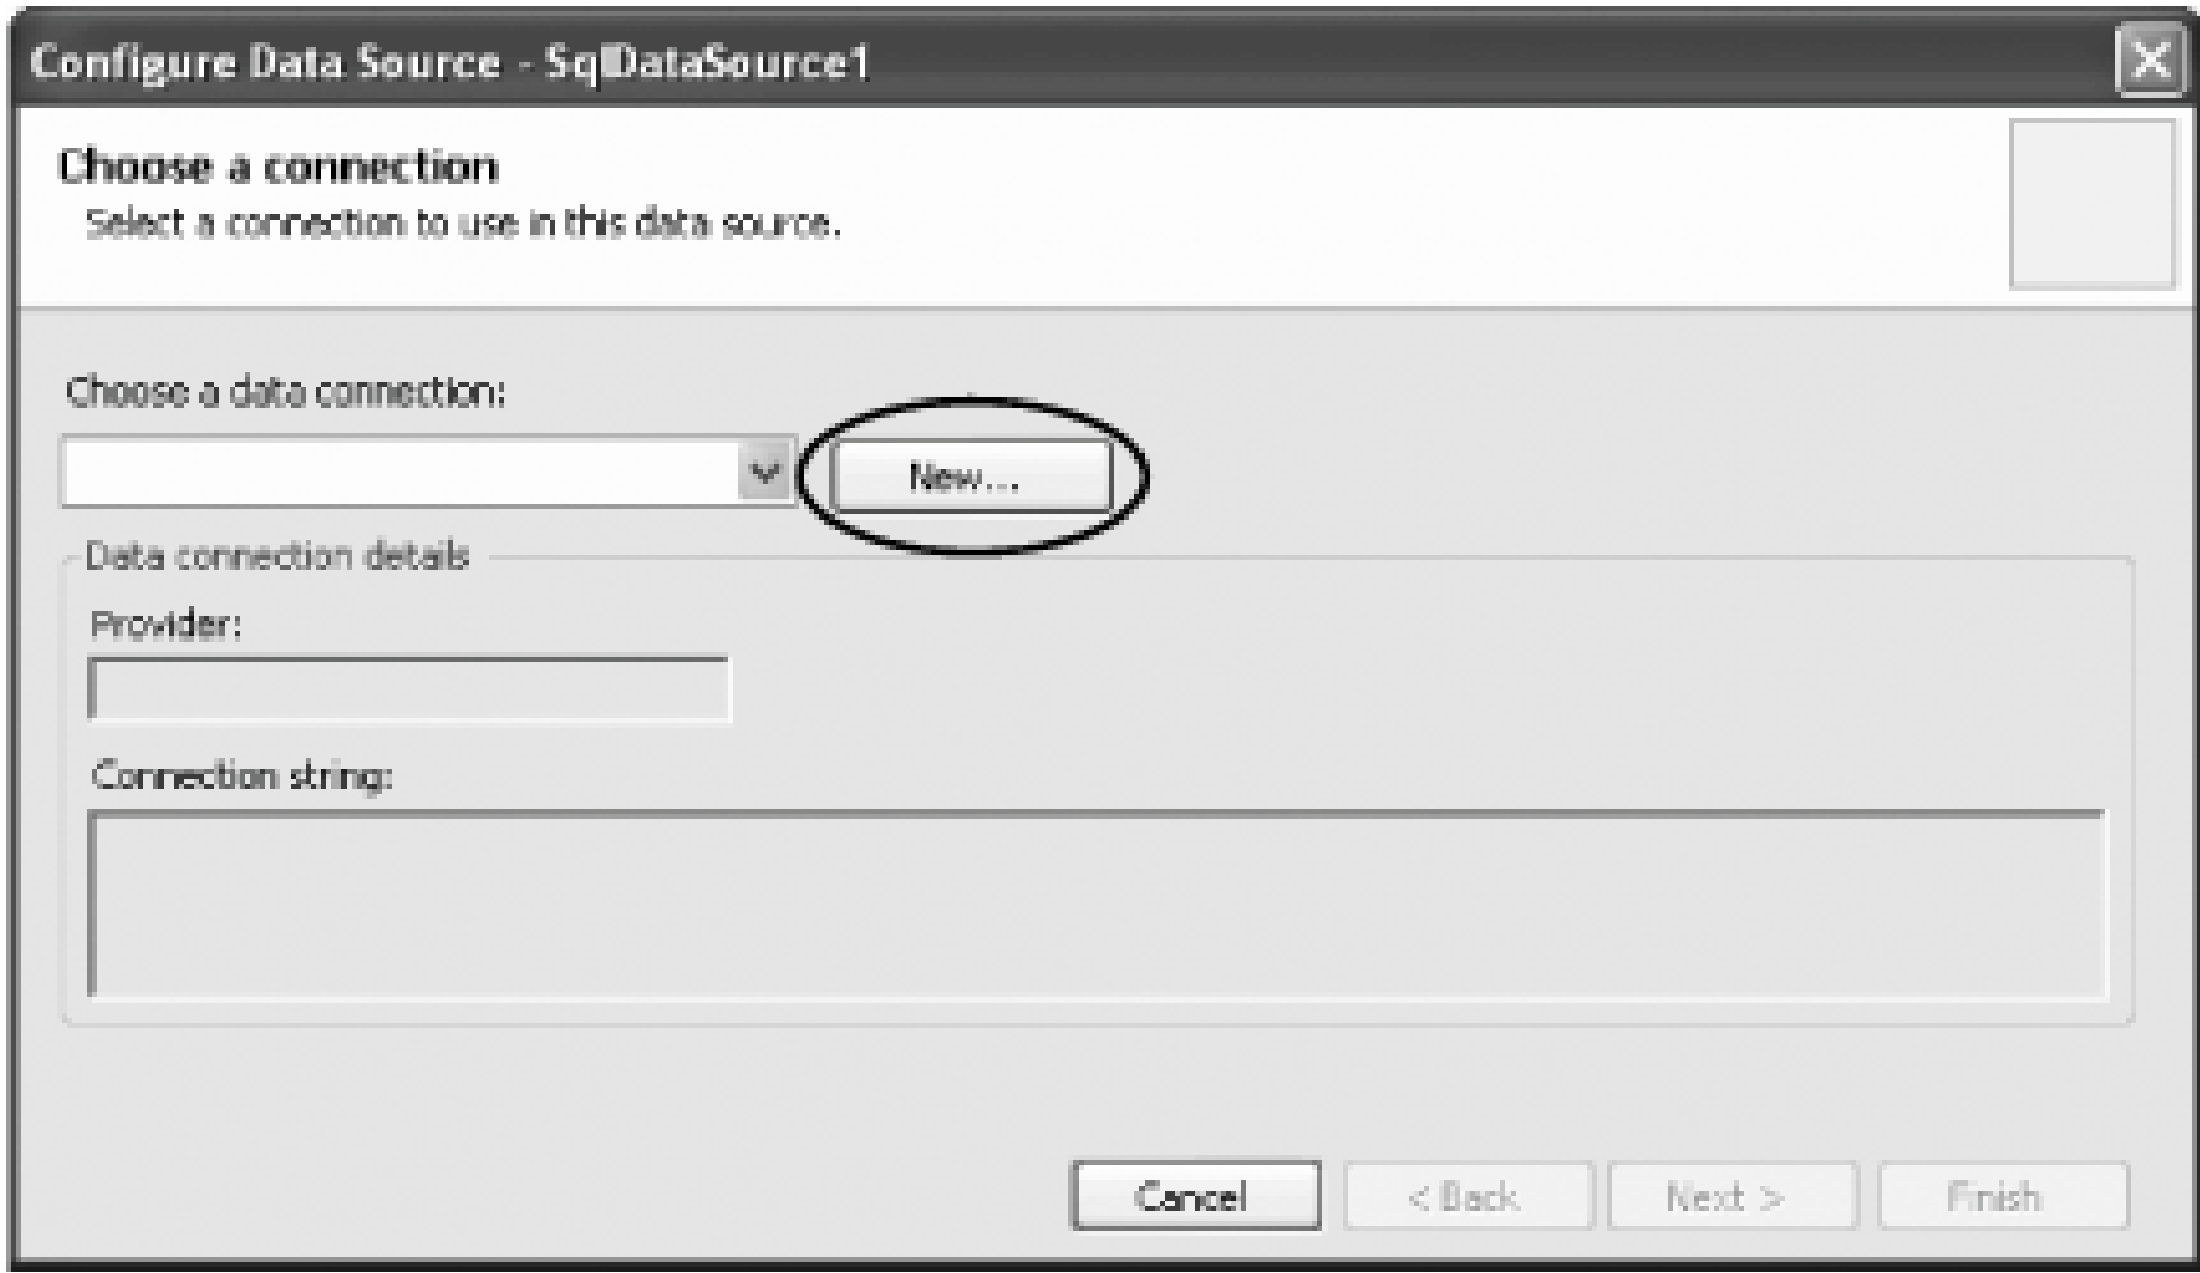 Configure Data Source - SqlDataSource1
Choose a connection
Select a connection to use in this data source.
Choose a data connection:
New...
Data connection details
Provider:
Connection string:
Cancel
< Back
Next >
Finish